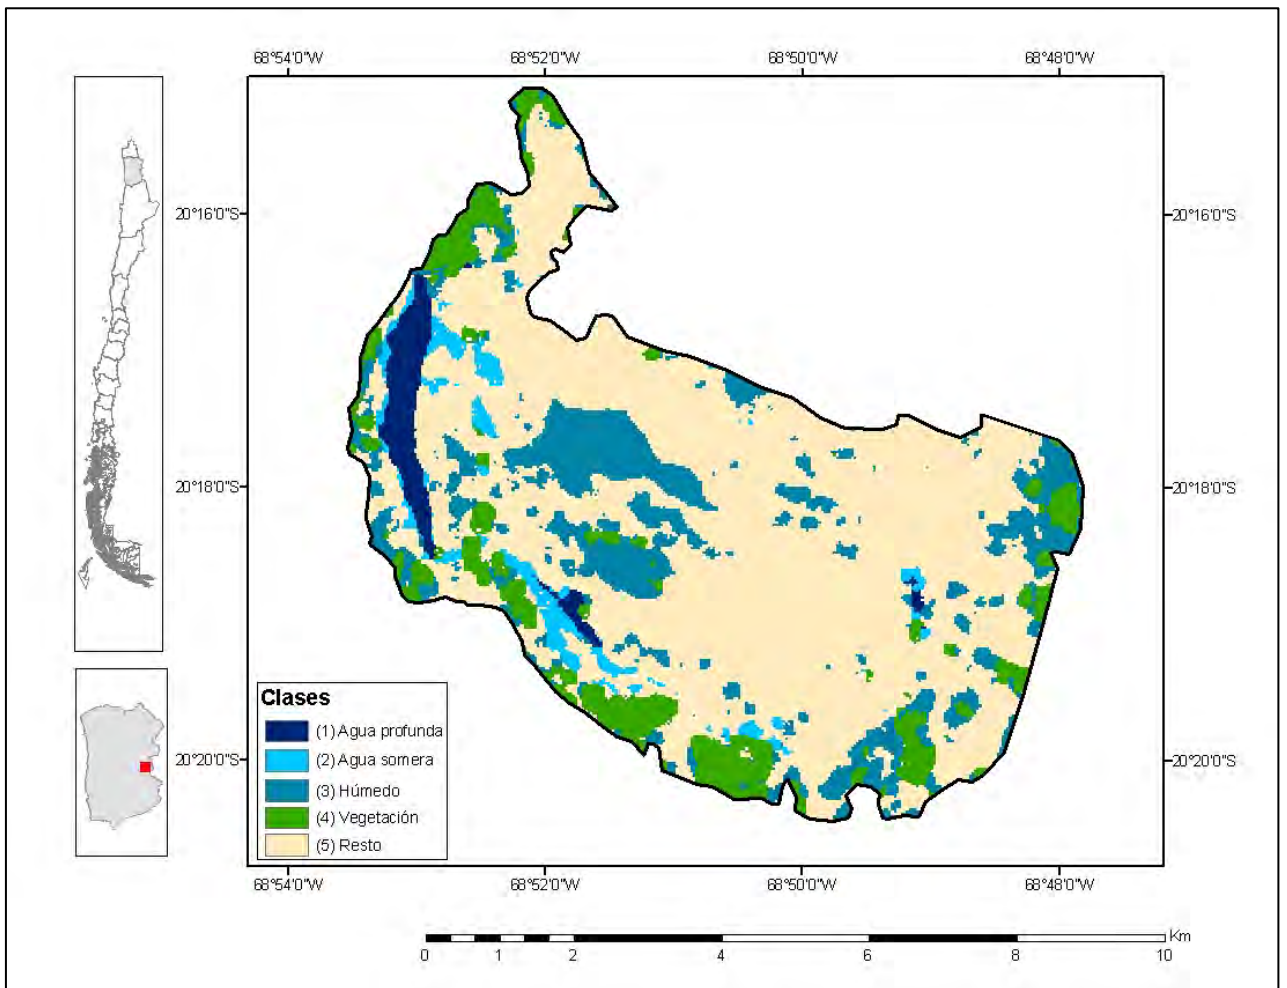 68°54'0"W 68°52'0"W 68°50'0"W 68°48'0"W
20°16'0"S 20°16'0"S
20°18'0"S 20°18'0"S
20°20'0"S 20°20'0"S
Clases
(1) Agua profunda
(2) Agua somera
(3) Húmedo
(4) Vegetación
(5) Resto
68°54'0"W 68°52'0"W 68°50'0"W 68°48'0"W
Km
0 1 2 4 6 8 10